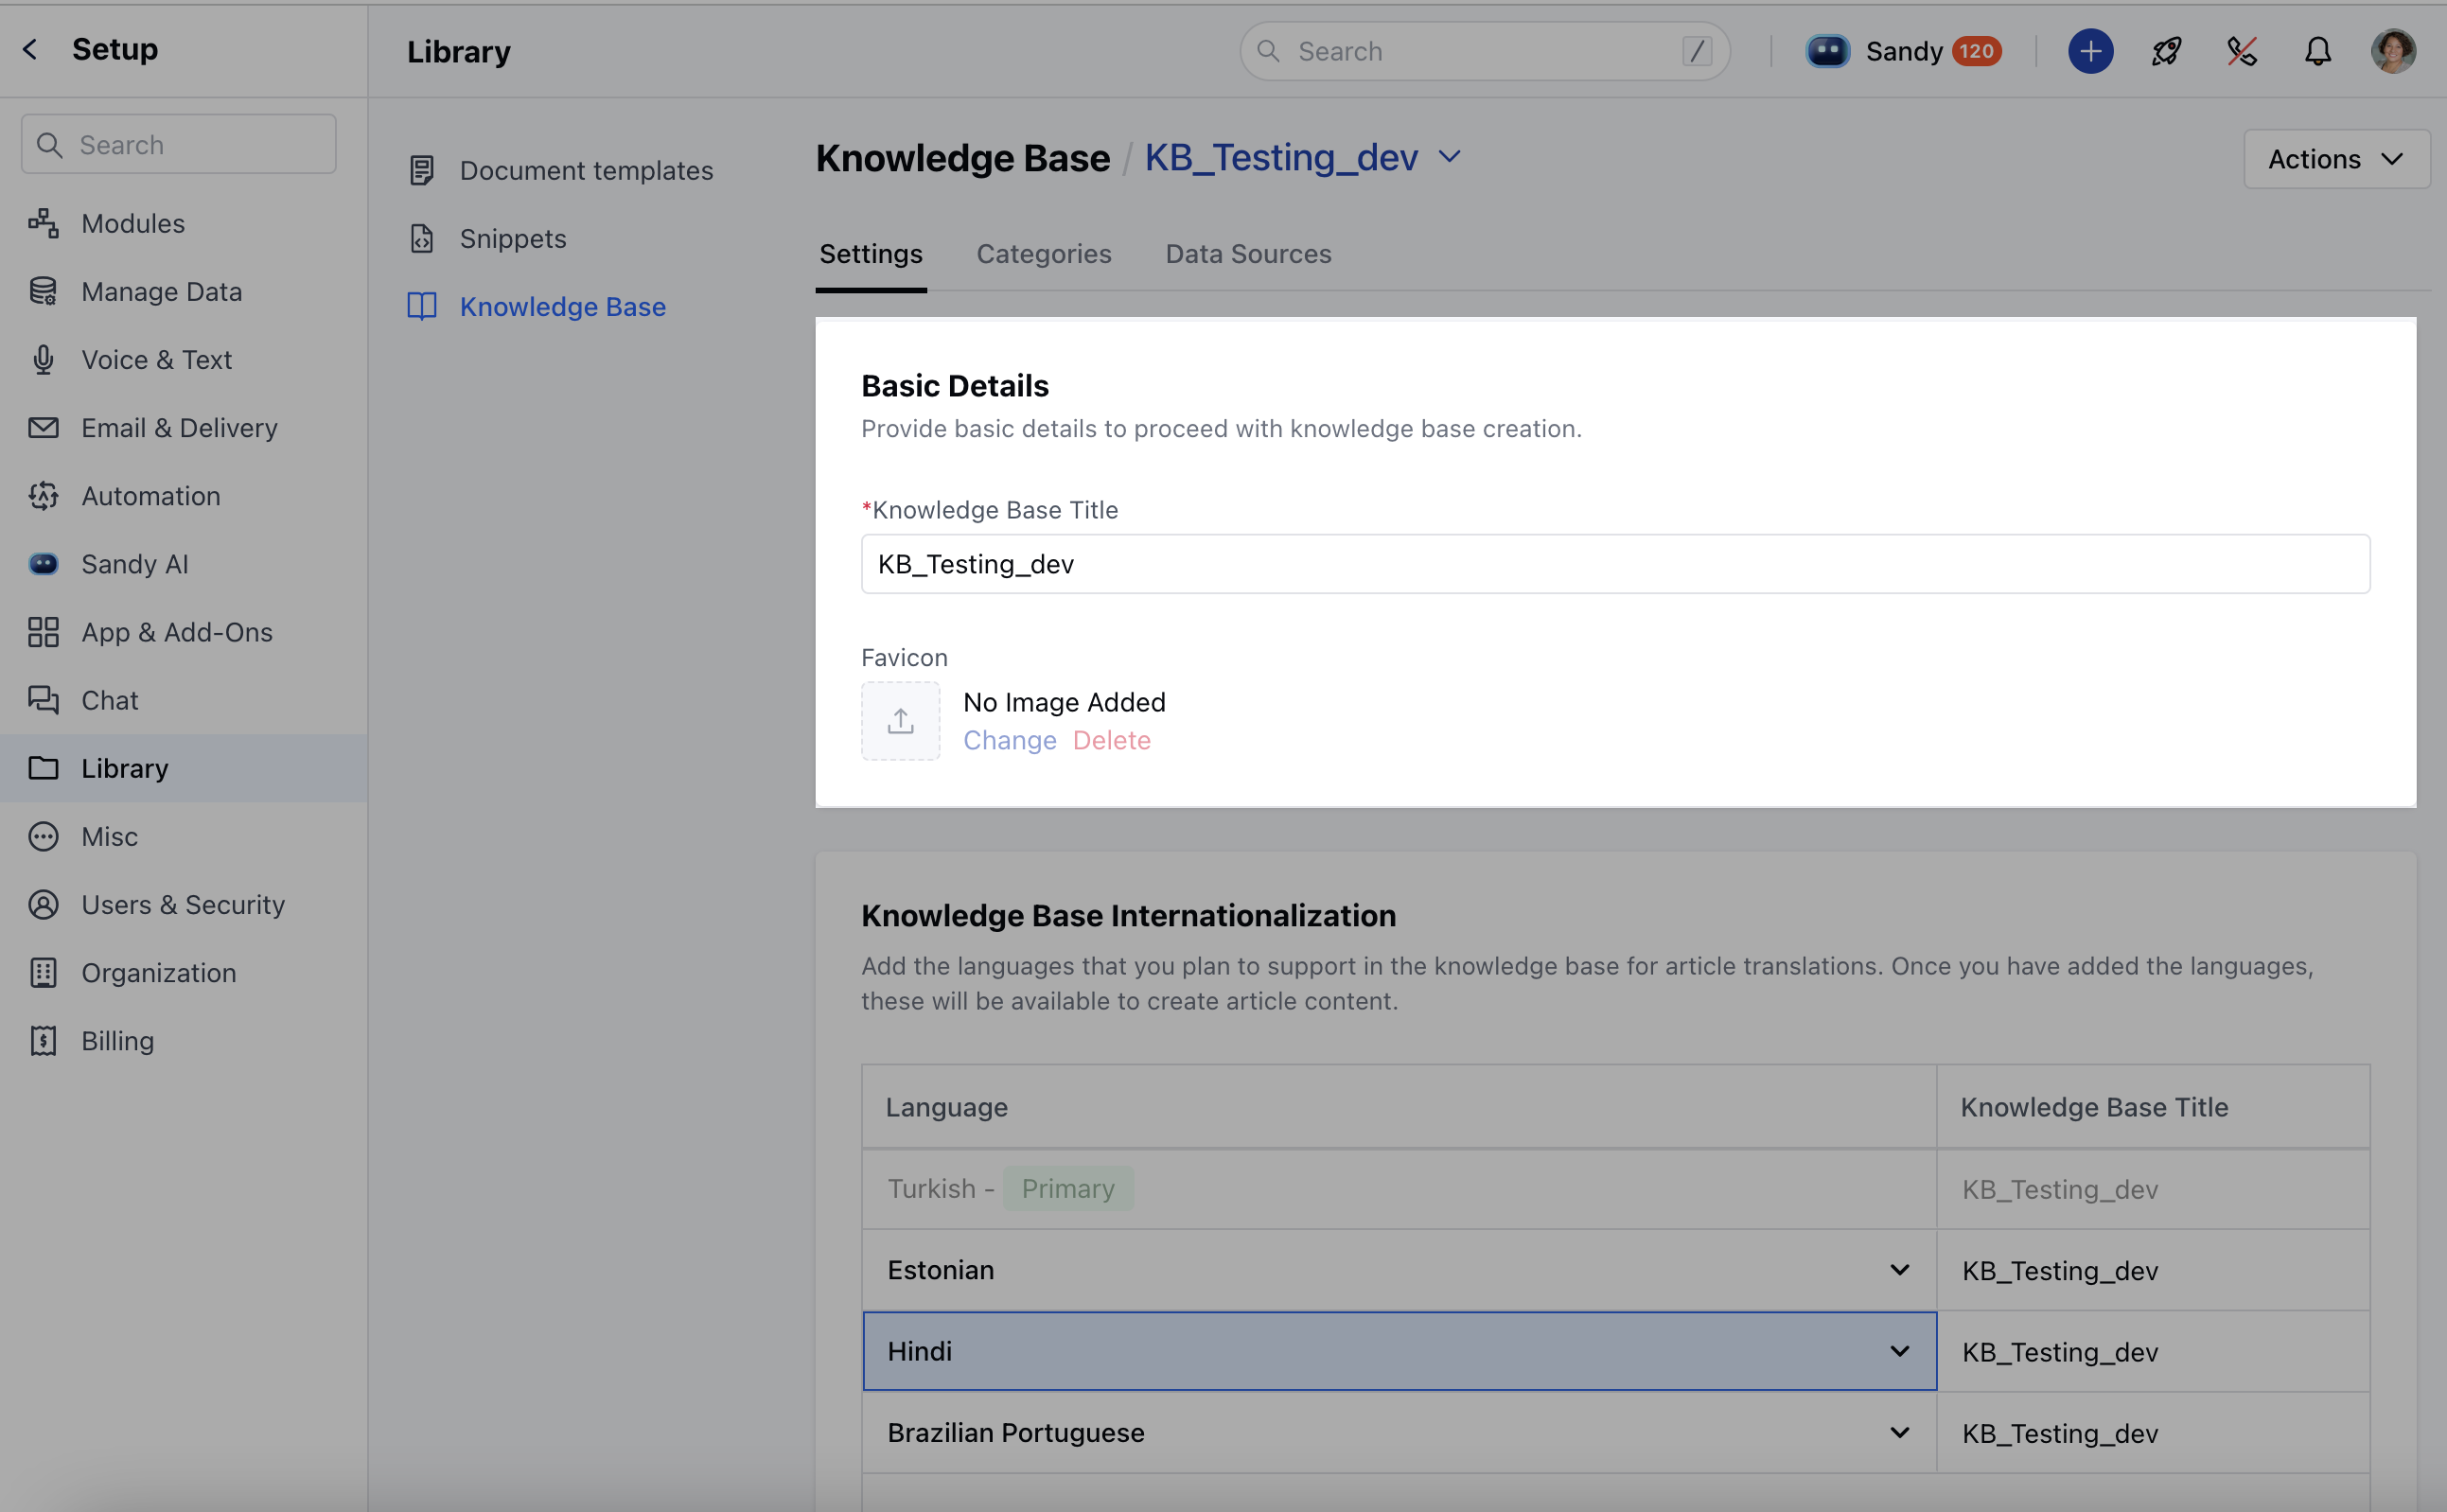 Setup
Library
Search
/
Sandy
120
Search
Modules
Manage Data
Voice & Text
Email & Delivery
Automation
Sandy AI
App & Add-Ons
Chat
Library
Misc
Users & Security
Organization
Billing
Document templates
Snippets
Knowledge Base
Knowledge Base / KB_Testing_dev
Actions
Settings
Categories
Data Sources
Basic Details
Provide basic details to proceed with knowledge base creation.
*Knowledge Base Title
KB_Testing_dev
Favicon
No Image Added
Change Delete
Knowledge Base Internationalization
Add the languages that you plan to support in the knowledge base for article translations. Once you have added the languages,
these will be available to create article content.
Language
Knowledge Base Title
Turkish - Primary
KB_Testing_dev
Estonian
KB_Testing_dev
Hindi
KB_Testing_dev
Brazilian Portuguese
KB_Testing_dev